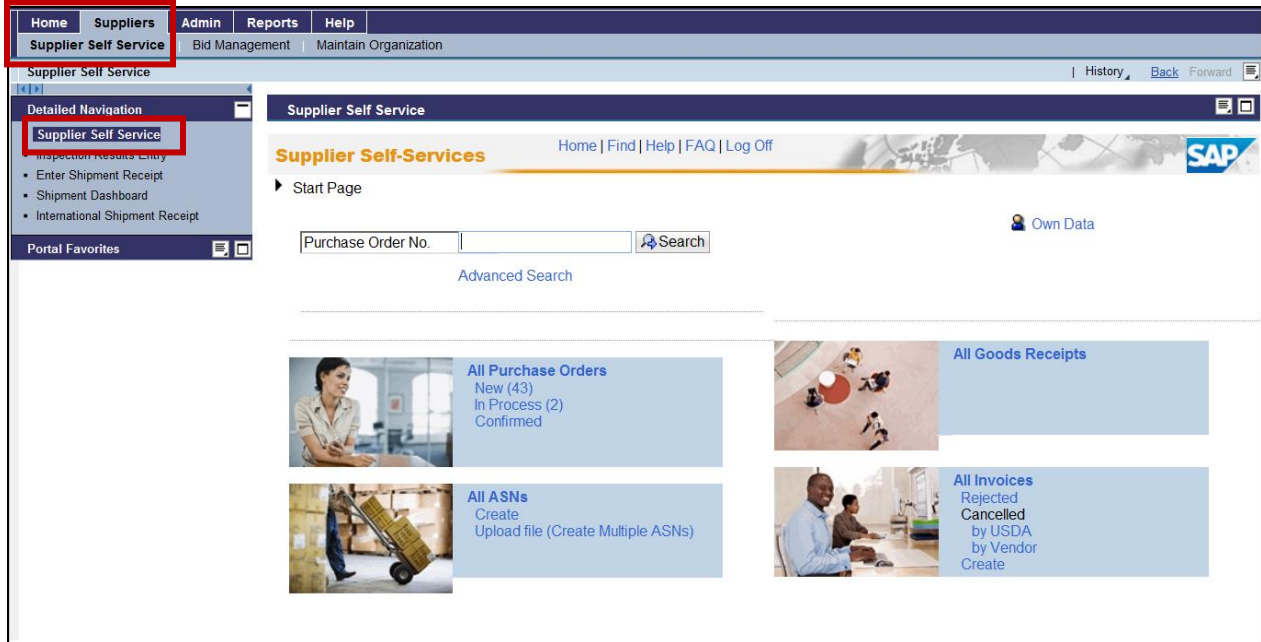 Home Suppliers Admin Reports Help
Supplier Self Service | Bid Management | Maintain Organization
Supplier Self Service | History Back Forward
Detailed Navigation
Supplier Self Service
Inspection Results Entry
Enter Shipment Receipt
Shipment Dashboard
International Shipment Receipt
Portal Favorites
Supplier Self Service
Supplier Self-Services
Home | Find | Help | FAQ | Log Off
SAP
Start Page
Own Data
Purchase Order No. Search
Advanced Search
All Purchase Orders
New (43)
In Process (2)
Confirmed
All Goods Receipts
All ASNs
Create
Upload file (Create Multiple ASNs)
All Invoices
Rejected
Cancelled
by USDA
by Vendor
Create